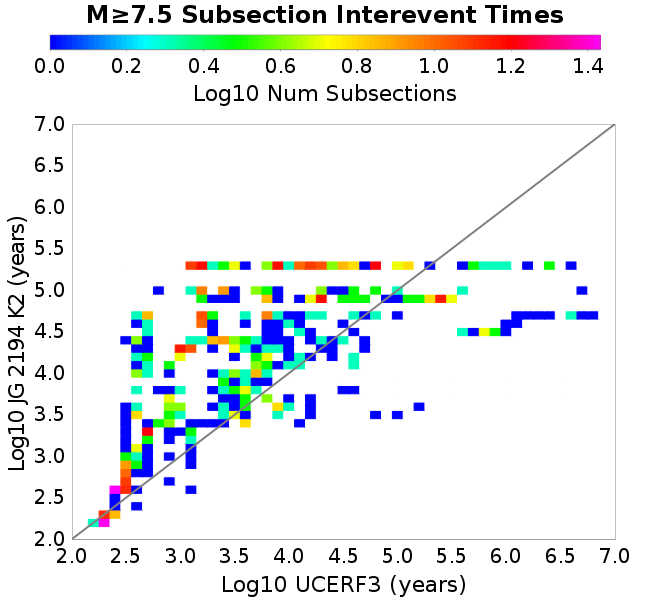 M≥7.5 Subsection Interevent Times
0.0 0.2 0.4 0.6 0.8 1.0 1.2 1.4
Log10 Num Subsections
7.0
6.5
6.0
5.5
5.0
4.5
4.0
3.5
3.0
2.5
2.0
Log10 JG 2194 K2 (years)
2.0 2.5 3.0 3.5 4.0 4.5 5.0 5.5 6.0 6.5 7.0
Log10 UCERF3 (years)